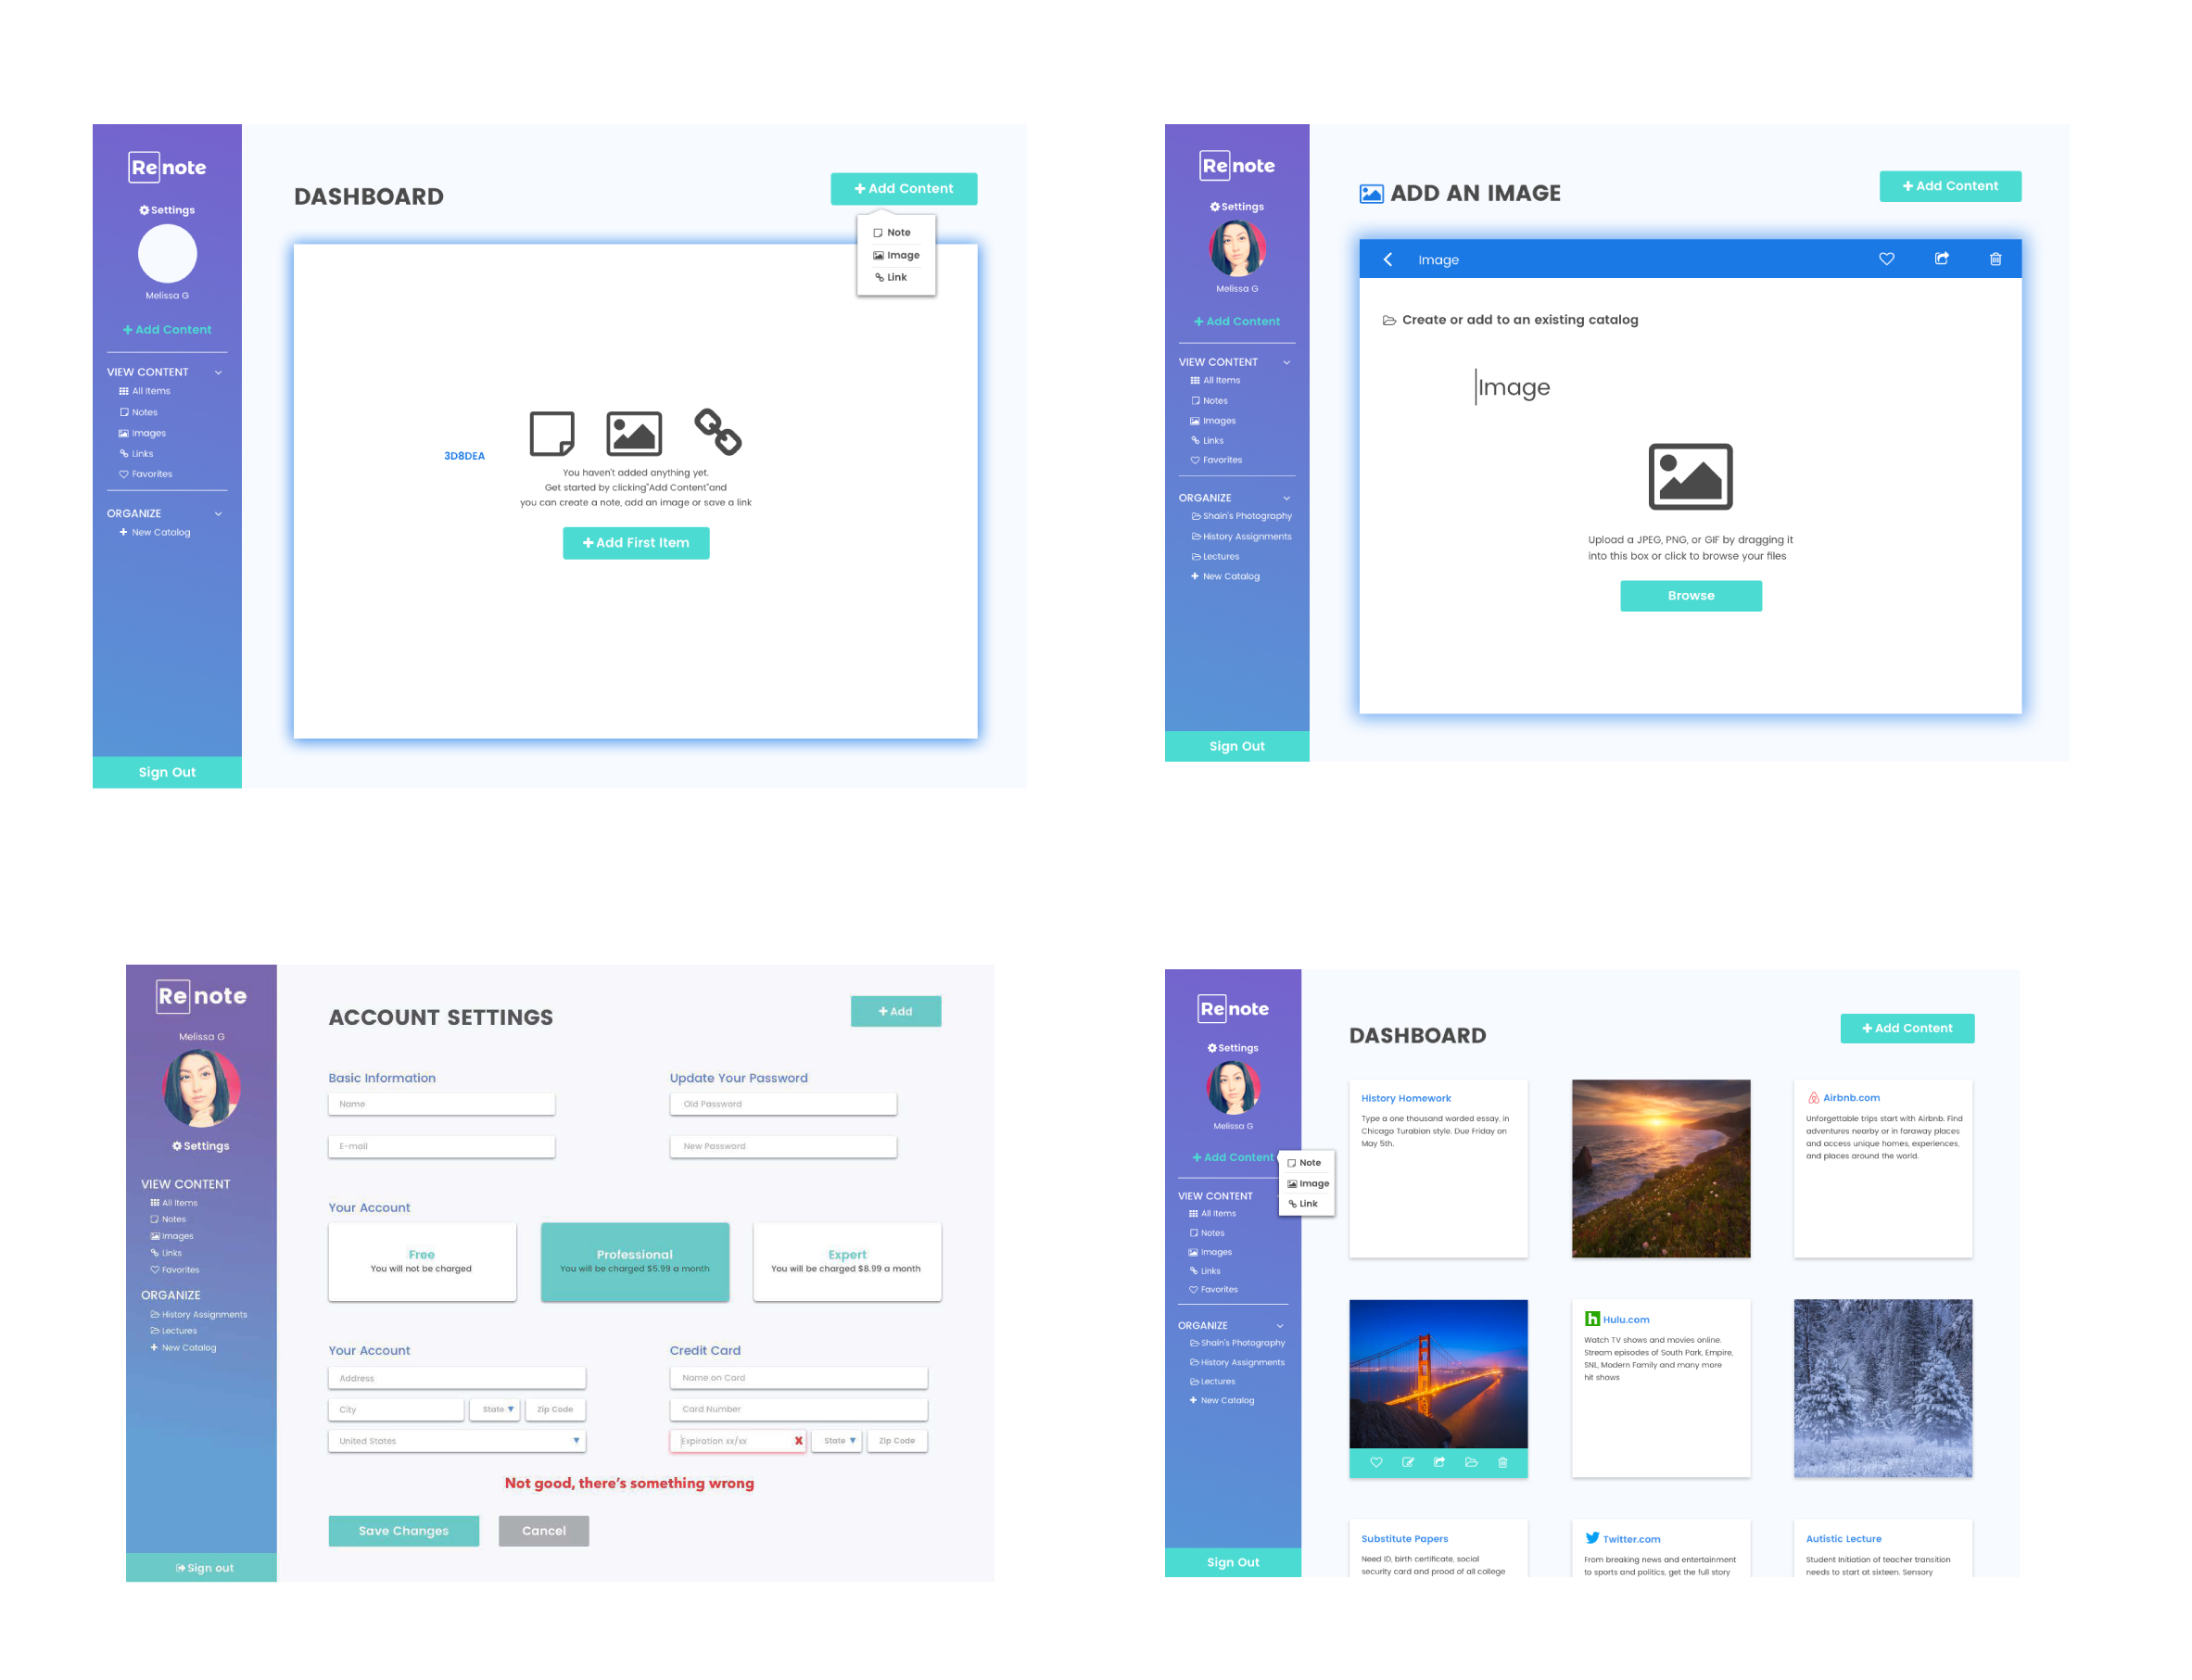 Renote
Settings
Melissa G
+ Add Content
VIEW CONTENT
All Items
Notes
Images
Links
Favorites
ORGANIZE
+ New Catalog
Sign Out
DASHBOARD
+ Add Content
Note
Image
Link
3D8DEA
You haven't added anything yet.
Get started by clicking"Add Content"and
you can create a note, add an image or save a link
+ Add First Item
Renote
Settings
Melissa G
+ Add Content
VIEW CONTENT
All Items
Notes
Images
Links
Favorites
ORGANIZE
Shain's Photography
History Assignments
Lectures
+ New Catalog
Sign Out
ADD AN IMAGE
+ Add Content
Image
Create or add to an existing catalog
Image
Upload a JPEG, PNG, or GIF by dragging it
into this box or click to browse your files
Browse
Renote
Melissa G
Settings
VIEW CONTENT
All Items
Notes
Images
Links
Favorites
ORGANIZE
History Assignments
Lectures
+ New Catalog
Sign out
ACCOUNT SETTINGS
+ Add
Basic Information
Name
E-mail
Update Your Password
Old Password
New Password
Your Account
Free
You will not be charged
Professional
You will be charged $5.99 a month
Expert
You will be charged $8.99 a month
Your Account
Address
City
State
Zip Code
United States
Credit Card
Name on Card
Card Number
Expiration xx/xx
State
Zip Code
Not good, there's something wrong
Save Changes
Cancel
Renote
Settings
Melissa G
+ Add Content
Note
Image
Link
VIEW CONTENT
All Items
Notes
Images
Links
Favorites
ORGANIZE
Shain's Photography
History Assignments
Lectures
+ New Catalog
Sign Out
DASHBOARD
+ Add Content
History Homework
Type a one thousand worded essay, in
Chicago Turabian style. Due Friday on
May 5th.
Airbnb.com
Unforgettable trips start with Airbnb. Find
adventures nearby or in faraway places
and access unique homes, experiences,
and places around the world.
h Hulu.com
Watch TV shows and movies online.
Stream episodes of South Park, Empire,
SNL, Modern Family and many more
hit shows
Substitute Papers
Need ID, birth certificate, social
security card and prood of all college
Twitter.com
From breaking news and entertainment
to sports and politics, get the full story
Autistic Lecture
Student Initiation of teacher transition
needs to start at sixteen. Sensory